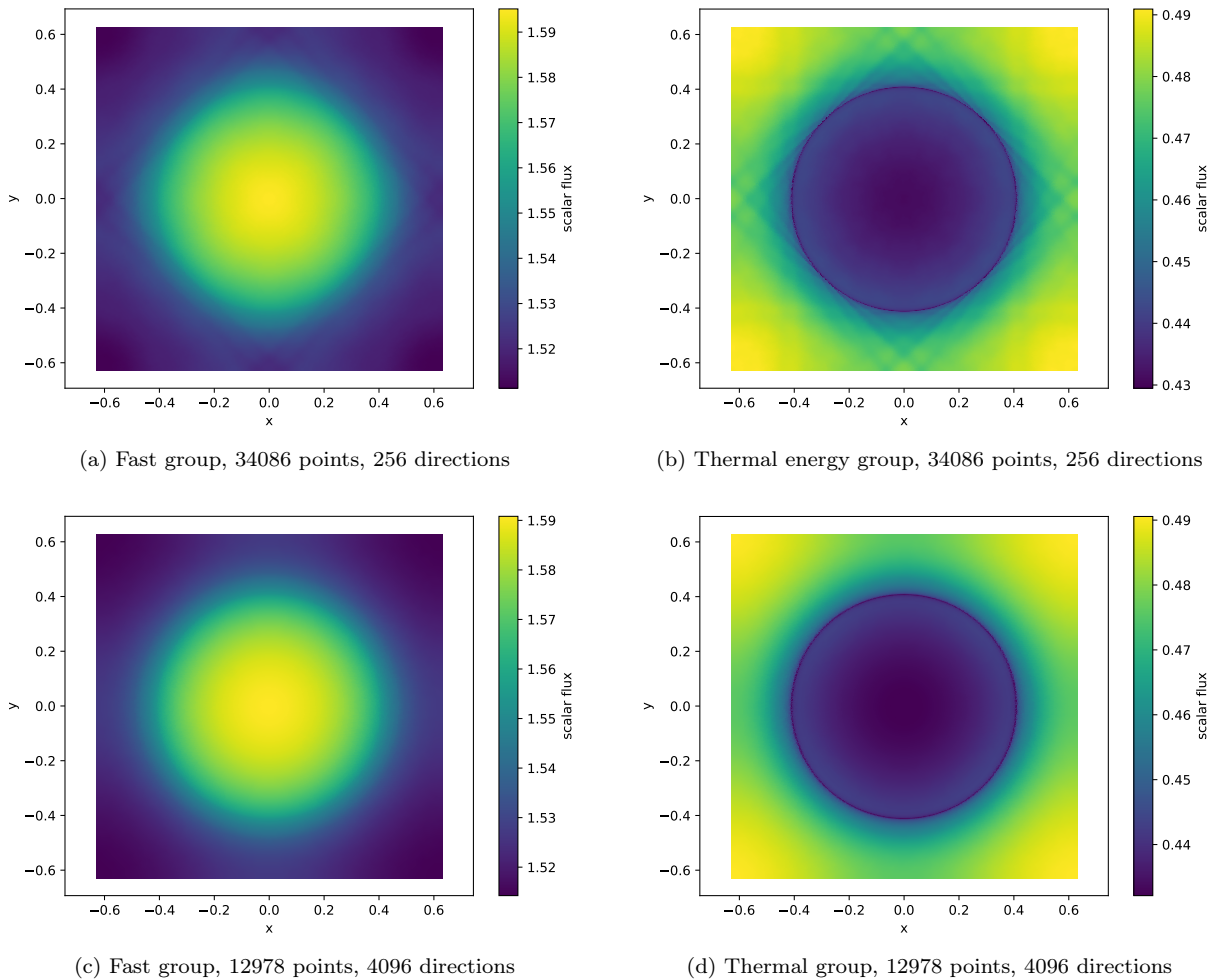 0.6
0.4
0.2
0.0
−0.2
−0.4
−0.6
y
−0.6 −0.4 −0.2 0.0 0.2 0.4 0.6
x
1.59
1.58
1.57
1.56
1.55
1.54
1.53
1.52
scalar flux
(a) Fast group, 34086 points, 256 directions
0.6
0.4
0.2
0.0
−0.2
−0.4
−0.6
y
−0.6 −0.4 −0.2 0.0 0.2 0.4 0.6
x
0.49
0.48
0.47
0.46
0.45
0.44
0.43
scalar flux
(b) Thermal energy group, 34086 points, 256 directions
0.6
0.4
0.2
0.0
−0.2
−0.4
−0.6
y
−0.6 −0.4 −0.2 0.0 0.2 0.4 0.6
x
1.59
1.58
1.57
1.56
1.55
1.54
1.53
1.52
scalar flux
(c) Fast group, 12978 points, 4096 directions
0.6
0.4
0.2
0.0
−0.2
−0.4
−0.6
y
−0.6 −0.4 −0.2 0.0 0.2 0.4 0.6
x
0.49
0.48
0.47
0.46
0.45
0.44
scalar flux
(d) Thermal group, 12978 points, 4096 directions